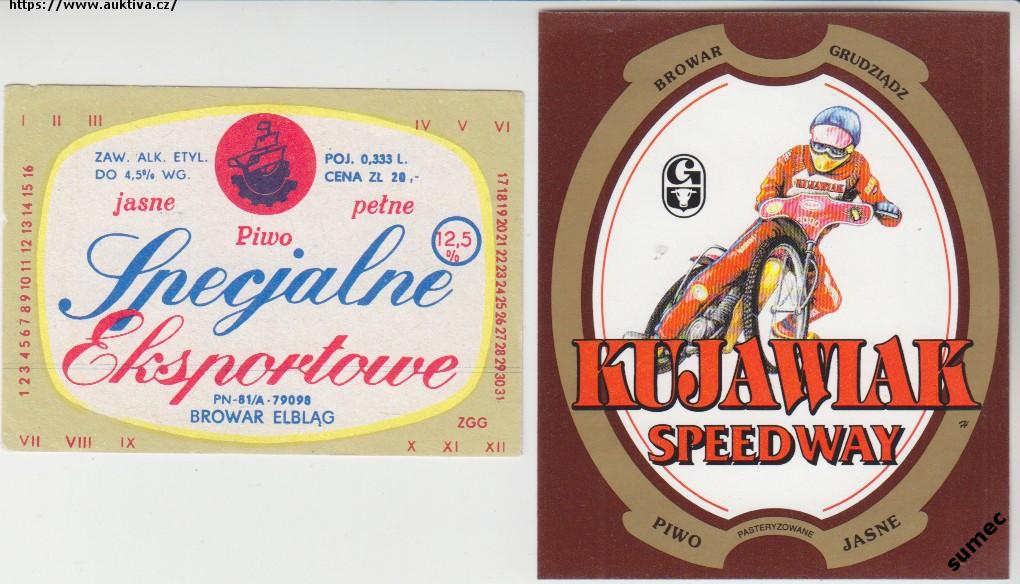 https://www.auktiva.cz/
I II III IV V VI
ZAW. ALK. ETYL.
DO 4,5% WG.
POJ. 0,333 L.
CENA ZŁ 20,-
jasne pełne
Piwo
12,5
%
Specjalne
Eksportowe
PN-81/A-79098
BROWAR ELBLĄG
ZGG
1 2 3 4 5 6 7 8 9 10 11 12 13 14 15 16
17 18 19 20 21 22 23 24 25 26 27 28 29 30 31
VII VIII IX X XI XII
BROWAR GRUDZIĄDZ
G
KUJAWIAK
KUJAWIAK
SPEEDWAY
PIWO PASTERYZOWANE JASNE
sumec